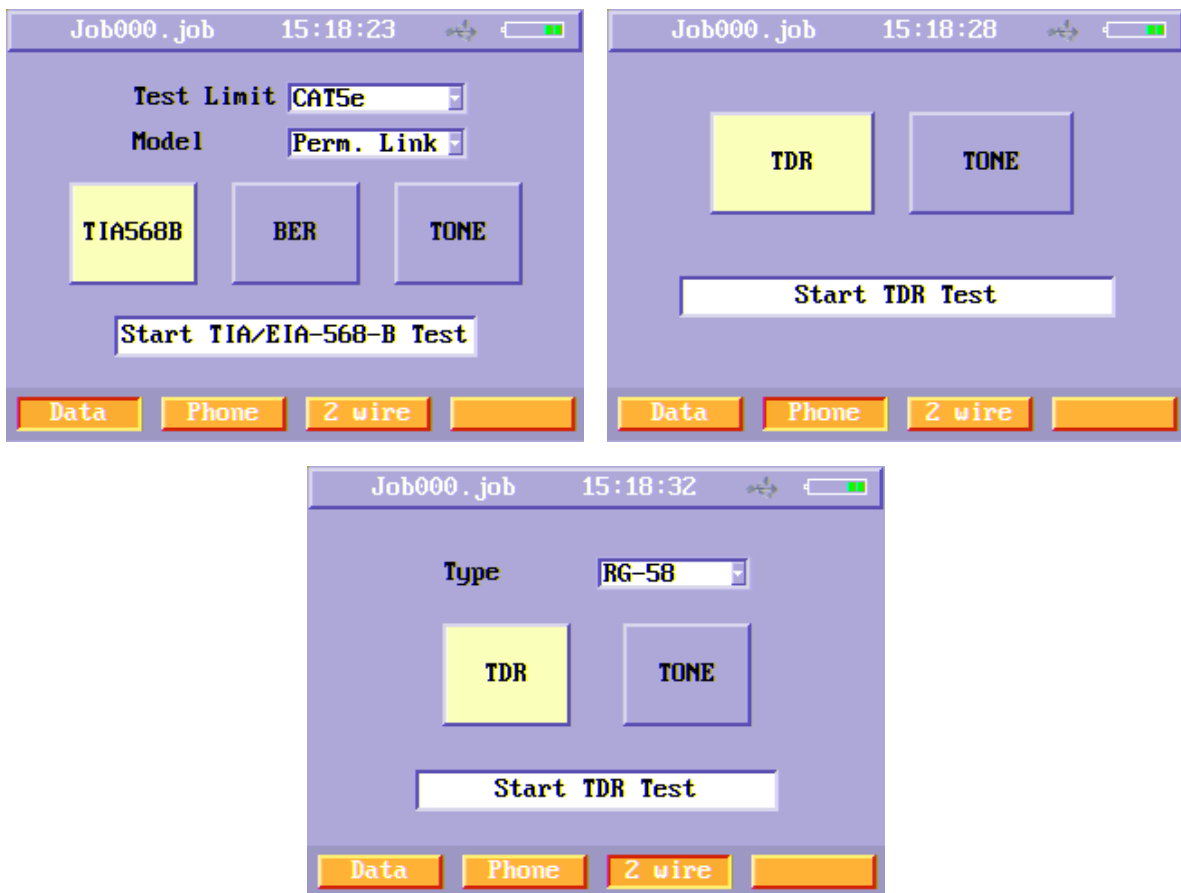 Job000.job 15:18:23
Test Limit CAT5e
Model Perm. Link
TIA568B BER TONE
Start TIA/EIA-568-B Test
Data Phone 2 wire
Job000.job 15:18:28
TDR TONE
Start TDR Test
Data Phone 2 wire
Job000.job 15:18:32
Type RG-58
TDR TONE
Start TDR Test
Data Phone 2 wire